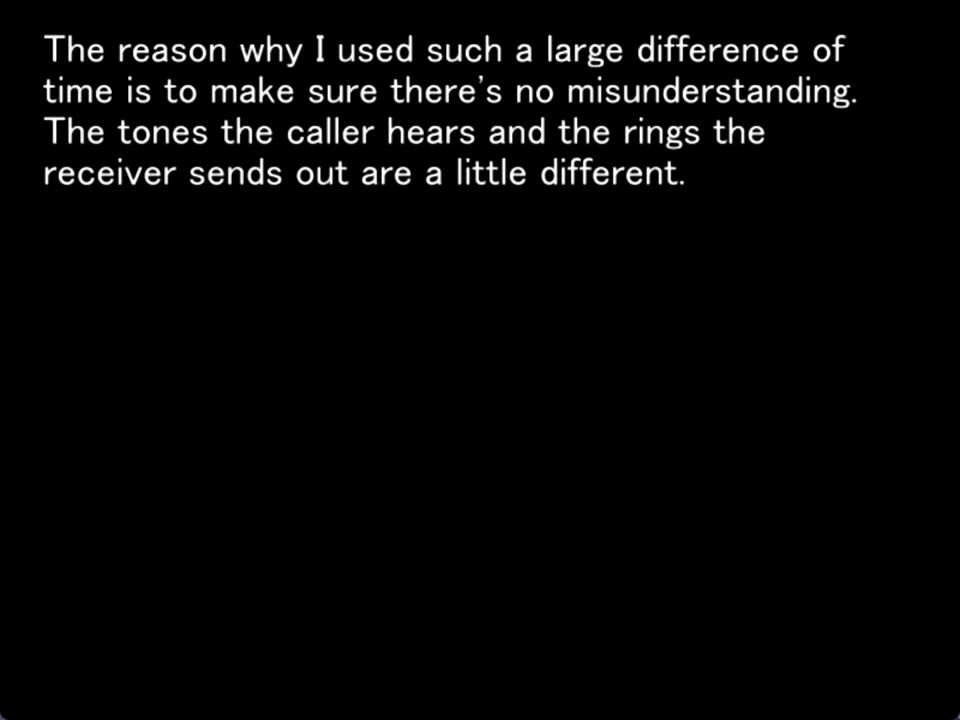 The reason why I used such a large difference of
time is to make sure there's no misunderstanding.
The tones the caller hears and the rings the
receiver sends out are a little different.